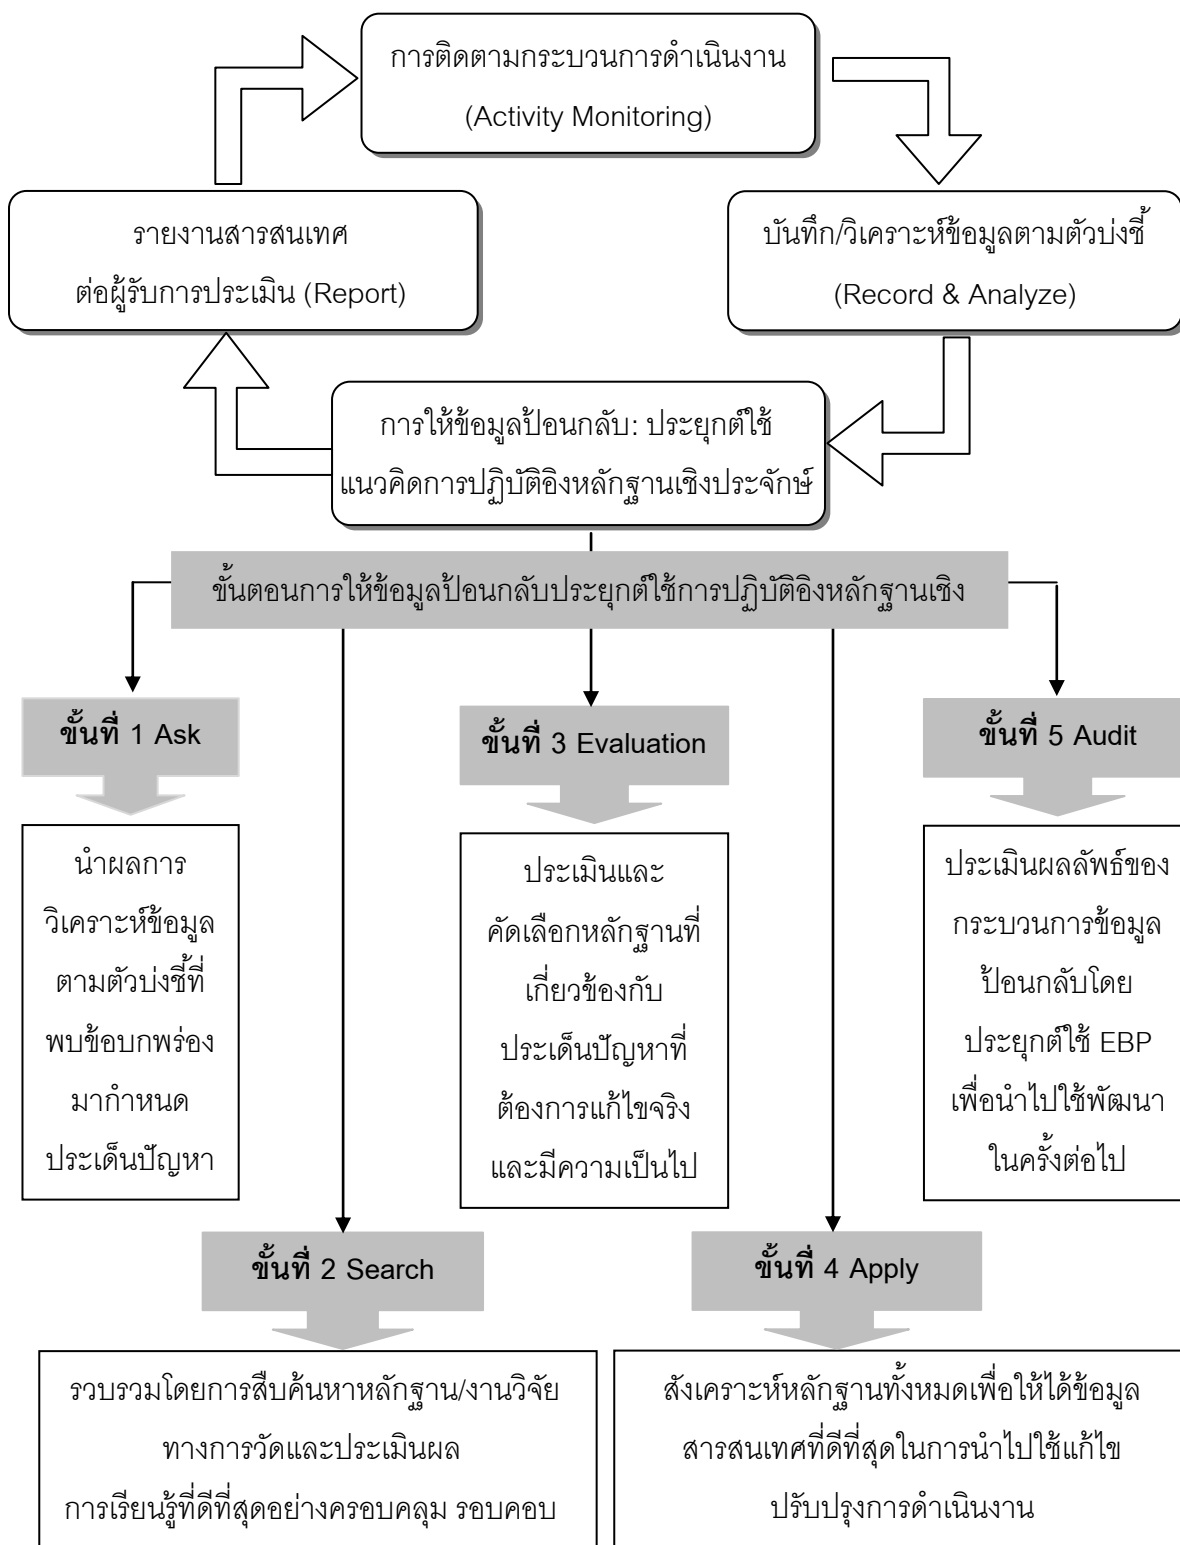 การติดตามกระบวนการดำเนินงาน
(Activity Monitoring)
รายงานสารสนเทศ
ต่อผู้รับการประเมิน (Report)
บันทึก/วิเคราะห์ข้อมูลตามตัวบ่งชี้
(Record & Analyze)
การให้ข้อมูลป้อนกลับ: ประยุกต์ใช้
แนวคิดการปฏิบัติอิงหลักฐานเชิงประจักษ์
ขั้นตอนการให้ข้อมูลป้อนกลับประยุกต์ใช้การปฏิบัติอิงหลักฐานเชิง
ขั้นที่ 1 Ask
นำผลการ
วิเคราะห์ข้อมูล
ตามตัวบ่งชี้ที่
พบข้อบกพร่อง
มากำหนด
ประเด็นปัญหา
ขั้นที่ 3 Evaluation
ประเมินและ
คัดเลือกหลักฐานที่
เกี่ยวข้องกับ
ประเด็นปัญหาที่
ต้องการแก้ไขจริง
และมีความเป็นไป
ขั้นที่ 5 Audit
ประเมินผลลัพธ์ของ
กระบวนการข้อมูล
ป้อนกลับโดย
ประยุกต์ใช้ EBP
เพื่อนำไปใช้พัฒนา
ในครั้งต่อไป
ขั้นที่ 2 Search
รวบรวมโดยการสืบค้นหาหลักฐาน/งานวิจัย
ทางการวัดและประเมินผล
การเรียนรู้ที่ดีที่สุดอย่างครอบคลุม รอบคอบ
ขั้นที่ 4 Apply
สังเคราะห์หลักฐานทั้งหมดเพื่อให้ได้ข้อมูล
สารสนเทศที่ดีที่สุดในการนำไปใช้แก้ไข
ปรับปรุงการดำเนินงาน